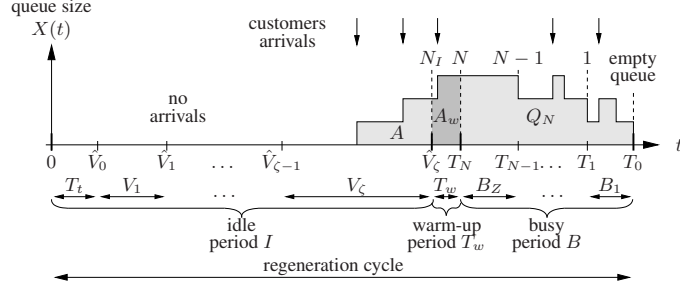 queue size
X(t)
customers
arrivals
no
arrivals
N_I N N − 1 1 empty
queue
A A_w Q_N
0 V̂_0 V̂_1 ... V̂_{ζ−1} V̂_ζ T_N T_{N−1} ... T_1 T_0 t
T_t V_1 ... V_ζ T_w B_Z ... B_1
idle
period I
warm-up
period T_w
busy
period B
regeneration cycle